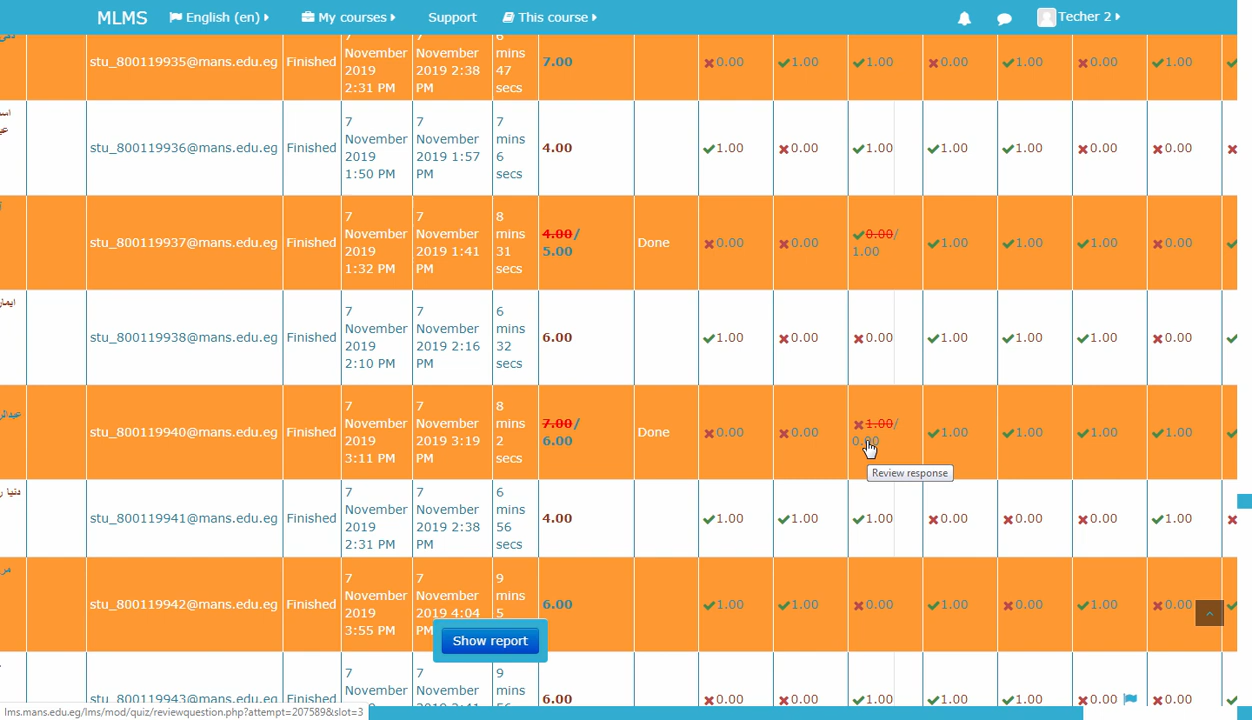 MLMS English (en) My courses Support This course Techer 2
stu_800119935@mans.edu.eg Finished 7 November 2019 2:31 PM 7 November 2019 2:38 PM 6 mins 47 secs 7.00 0.00 1.00 1.00 0.00 1.00 0.00 1.00
stu_800119936@mans.edu.eg Finished 7 November 2019 1:50 PM 7 November 2019 1:57 PM 7 mins 6 secs 4.00 1.00 0.00 1.00 1.00 1.00 0.00 0.00
stu_800119937@mans.edu.eg Finished 7 November 2019 1:32 PM 7 November 2019 1:41 PM 8 mins 31 secs 4.00/ 5.00 Done 0.00 0.00 0.00/ 1.00 1.00 1.00 1.00 0.00
ايمار stu_800119938@mans.edu.eg Finished 7 November 2019 2:10 PM 7 November 2019 2:16 PM 6 mins 32 secs 6.00 1.00 0.00 0.00 1.00 1.00 1.00 0.00
عبدالر stu_800119940@mans.edu.eg Finished 7 November 2019 3:11 PM 7 November 2019 3:19 PM 8 mins 2 secs 7.00/ 6.00 Done 0.00 0.00 1.00/ 0.00 1.00 1.00 1.00 1.00
Review response
دنيا ر stu_800119941@mans.edu.eg Finished 7 November 2019 2:31 PM 7 November 2019 2:38 PM 6 mins 56 secs 4.00 1.00 1.00 1.00 0.00 0.00 0.00 1.00
مر stu_800119942@mans.edu.eg Finished 7 November 2019 3:55 PM 7 November 2019 4:04 PM 9 mins 5 6.00 1.00 1.00 0.00 1.00 0.00 1.00 0.00
Show report
stu_800119943@mans.edu.eg Finished 7 November 7 November 9 mins 6.00 0.00 0.00 1.00 1.00 1.00 0.00 1.00
lms.mans.edu.eg/lms/mod/quiz/reviewquestion.php?attempt=207589&slot=3